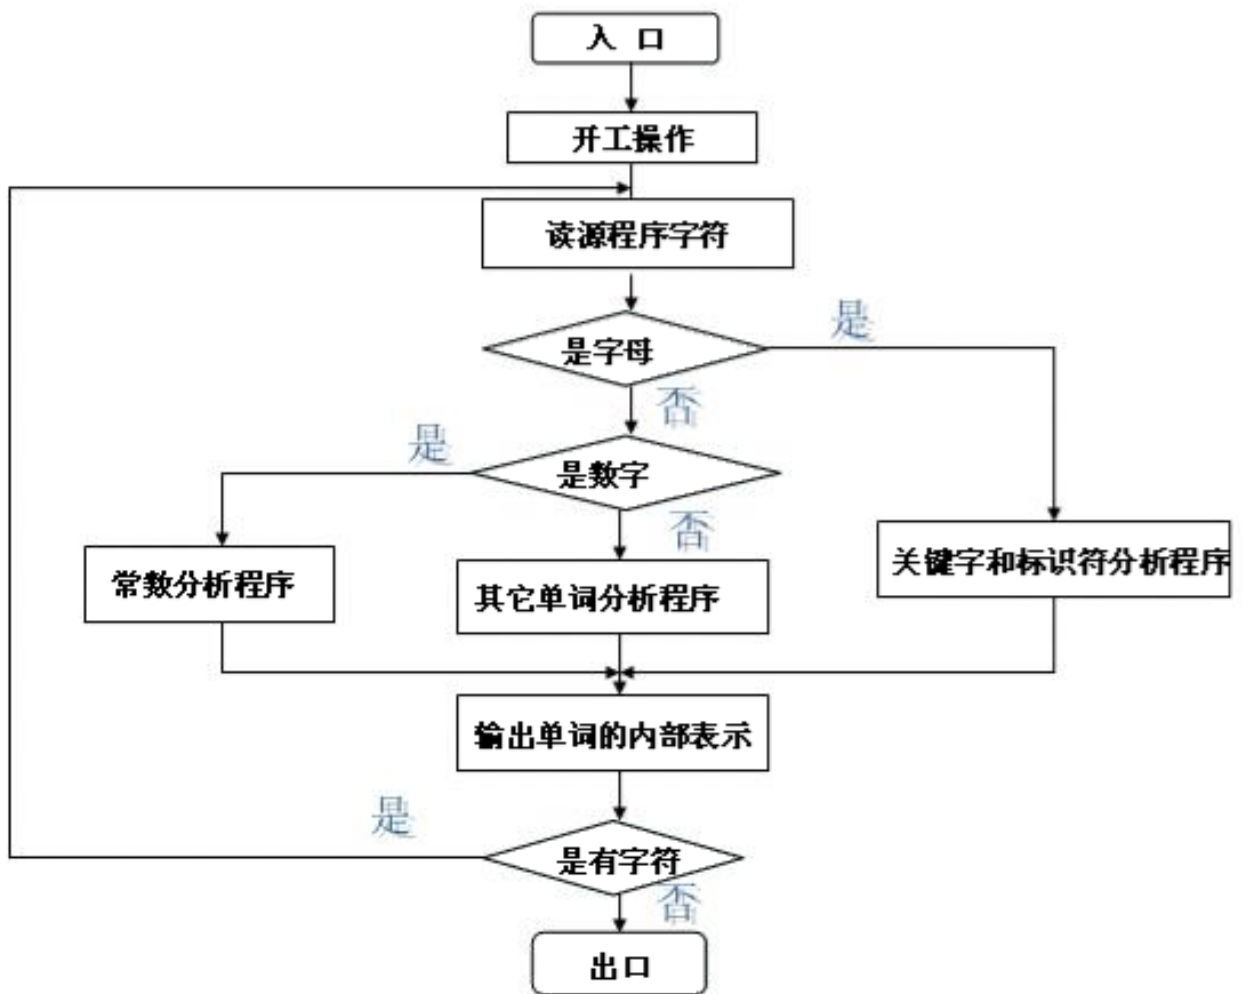 入 口
开工操作
读源程序字符
是
是字母
否
是
是数字
否
常数分析程序
其它单词分析程序
关键字和标识符分析程序
输出单词的内部表示
是
是有字符
否
出口